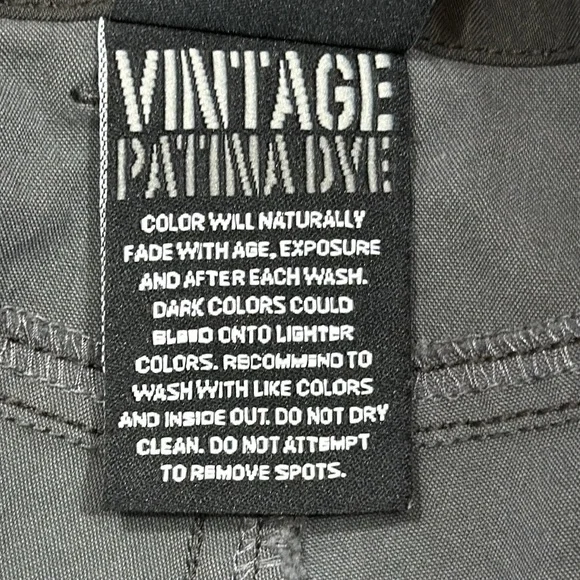 VINTAGE
PATINA DYE
COLOR WILL NATURALLY
FADE WITH AGE, EXPOSURE
AND AFTER EACH WASH.
DARK COLORS COULD
BLEED ONTO LIGHTER
COLORS. RECOMMEND TO
WASH WITH LIKE COLORS
AND INSIDE OUT. DO NOT DRY
CLEAN. DO NOT ATTEMPT
TO REMOVE SPOTS.